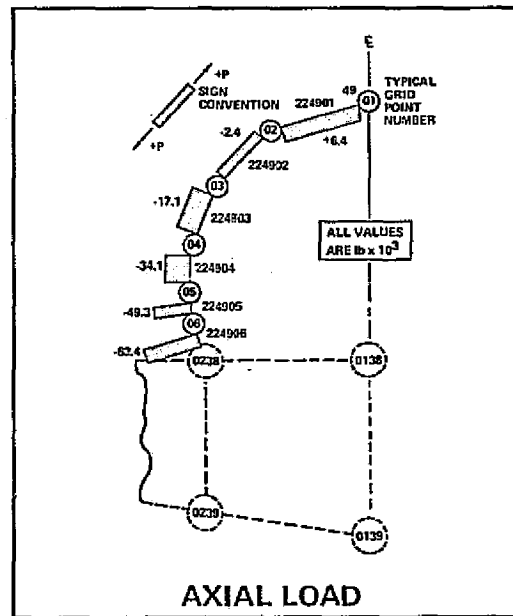 +P
SIGN
CONVENTION
+P
49
01
TYPICAL
GRID
POINT
NUMBER
224901
+6.4
-2.4
02
224902
03
-17.1
224903
04
-34.1
224904
05
-49.3
224905
06
224906
-63.4
ALL VALUES
ARE lb x 10³
0238
0138
0239
0139
AXIAL LOAD